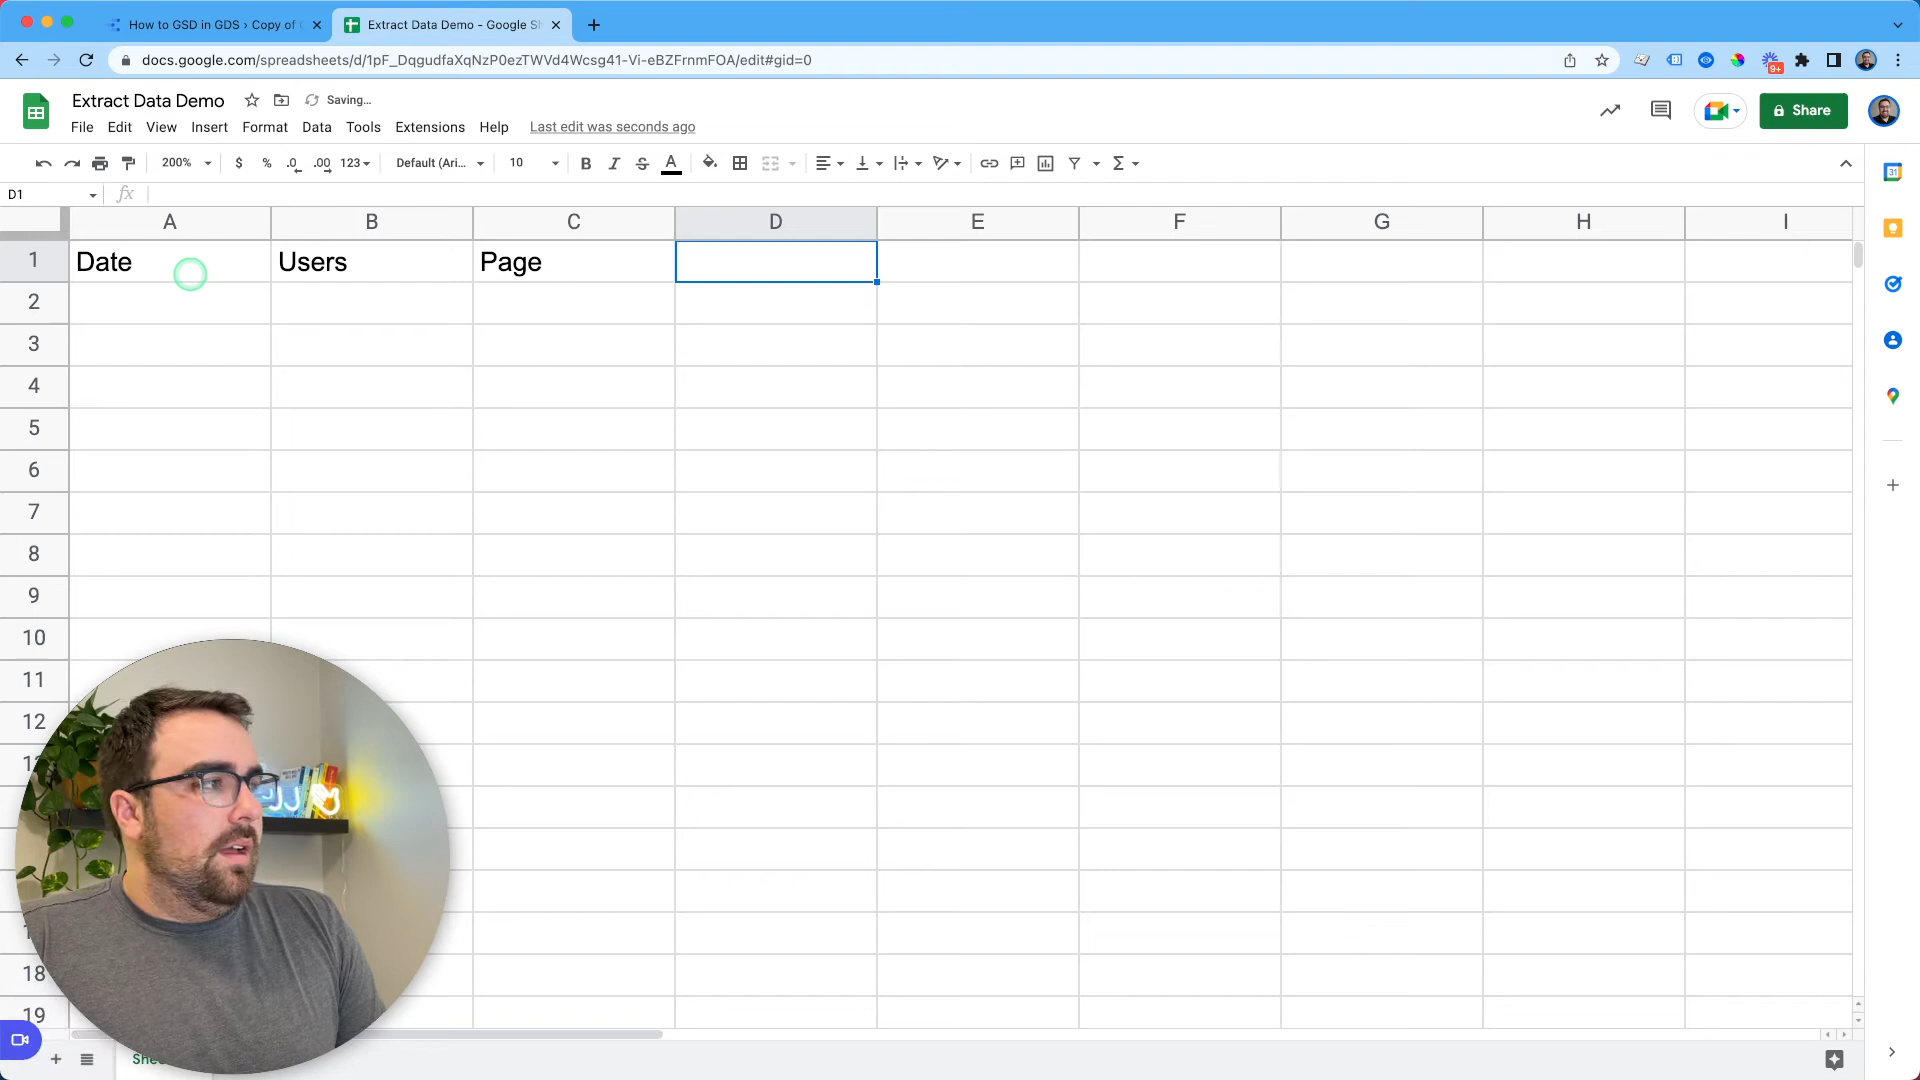 How to GSD in GDS › Copy of
Extract Data Demo - Google Sh
docs.google.com/spreadsheets/d/1pF_DqgudfaXqNzP0ezTWVd4Wcsg41-Vi-eBZFrnmFOA/edit#gid=0
9+
Extract Data Demo
Saving...
File Edit View Insert Format Data Tools Extensions Help Last edit was seconds ago
Share
200% $ % .0 .00 123 Default (Ari... 10 B I S A
D1 fx
31
A B C D E F G H I
1 Date Users Page
2
3
4
5
6
7
8
9
10
11
12
18
19